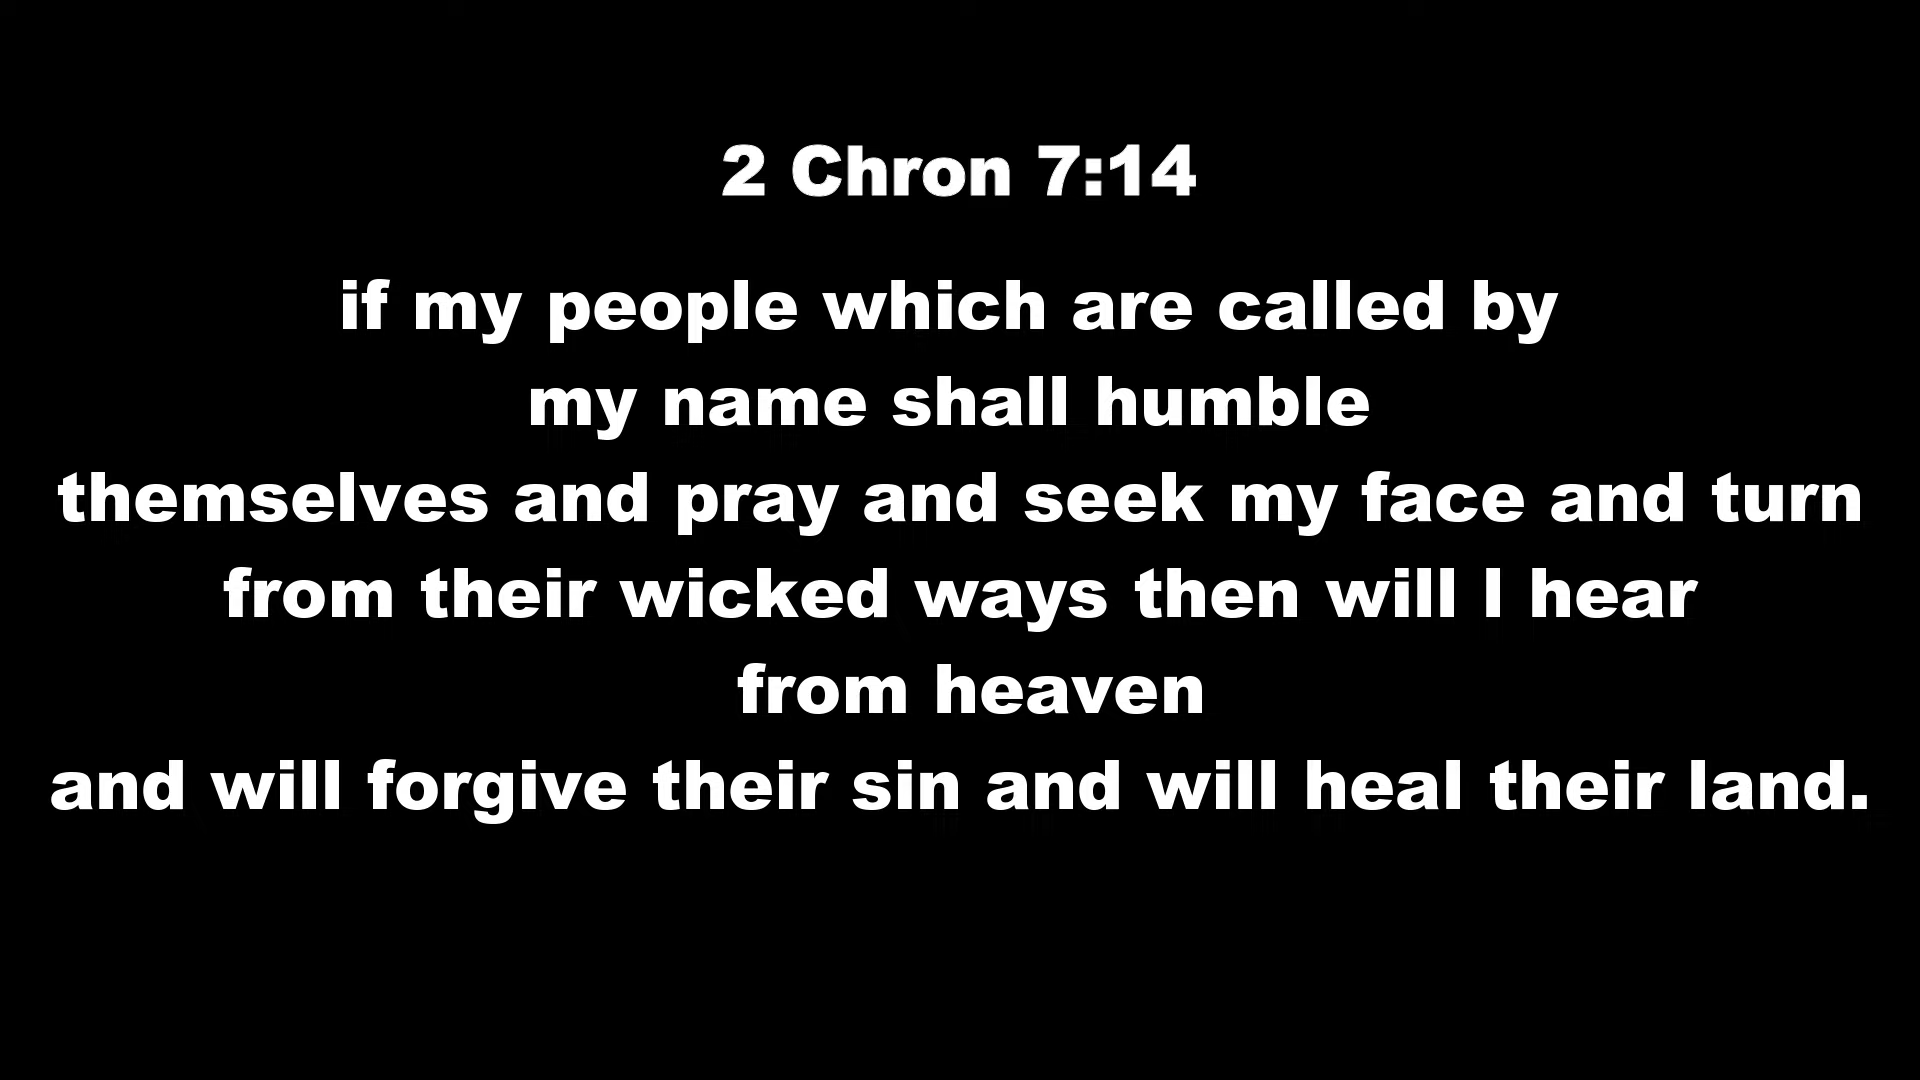 2 Chron 7:14
if my people which are called by
my name shall humble
themselves and pray and seek my face and turn
from their wicked ways then will I hear
from heaven
and will forgive their sin and will heal their land.